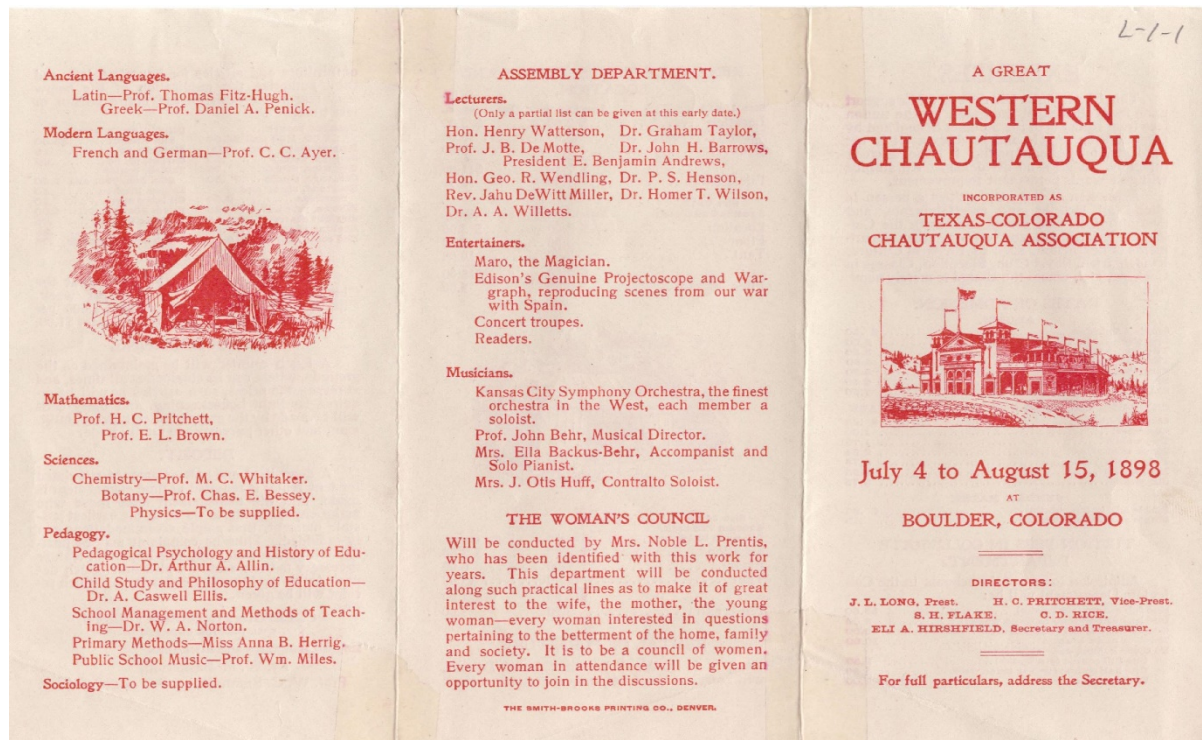 Ancient Languages.
Latin—Prof. Thomas Fitz-Hugh.
Greek—Prof. Daniel A. Penick.
Modern Languages.
French and German—Prof. C. C. Ayer.
Mathematics.
Prof. H. C. Pritchett,
Prof. E. L. Brown.
Sciences.
Chemistry—Prof. M. C. Whitaker.
Botany—Prof. Chas. E. Bessey.
Physics—To be supplied.
Pedagogy.
Pedagogical Psychology and History of Edu-
cation—Dr. Arthur A. Allin.
Child Study and Philosophy of Education—
Dr. A. Caswell Ellis.
School Management and Methods of Teach-
ing—Dr. W. A. Norton.
Primary Methods—Miss Anna B. Herrig.
Public School Music—Prof. Wm. Miles.
Sociology—To be supplied.
ASSEMBLY DEPARTMENT.
Lecturers.
(Only a partial list can be given at this early date.)
Hon. Henry Watterson, Dr. Graham Taylor,
Prof. J. B. De Motte, Dr. John H. Barrows,
President E. Benjamin Andrews,
Hon. Geo. R. Wendling, Dr. P. S. Henson,
Rev. Jahu DeWitt Miller, Dr. Homer T. Wilson,
Dr. A. A. Willetts.
Entertainers.
Maro, the Magician.
Edison's Genuine Projectoscope and War-
graph, reproducing scenes from our war
with Spain.
Concert troupes.
Readers.
Musicians.
Kansas City Symphony Orchestra, the finest
orchestra in the West, each member a
soloist.
Prof. John Behr, Musical Director.
Mrs. Ella Backus-Behr, Accompanist and
Solo Pianist.
Mrs. J. Otis Huff, Contralto Soloist.
THE WOMAN'S COUNCIL
Will be conducted by Mrs. Noble L. Prentis,
who has been identified with this work for
years. This department will be conducted
along such practical lines as to make it of great
interest to the wife, the mother, the young
woman—every woman interested in questions
pertaining to the betterment of the home, family
and society. It is to be a council of women.
Every woman in attendance will be given an
opportunity to join in the discussions.
THE SMITH-BROOKS PRINTING CO., DENVER.
L-1-1
A GREAT
WESTERN
CHAUTAUQUA
INCORPORATED AS
TEXAS-COLORADO
CHAUTAUQUA ASSOCIATION
July 4 to August 15, 1898
AT
BOULDER, COLORADO
DIRECTORS:
J. L. LONG, Prest. H. C. PRITCHETT, Vice-Prest.
S. H. FLAKE, C. D. RICE,
ELI A. HIRSHFIELD, Secretary and Treasurer.
For full particulars, address the Secretary.